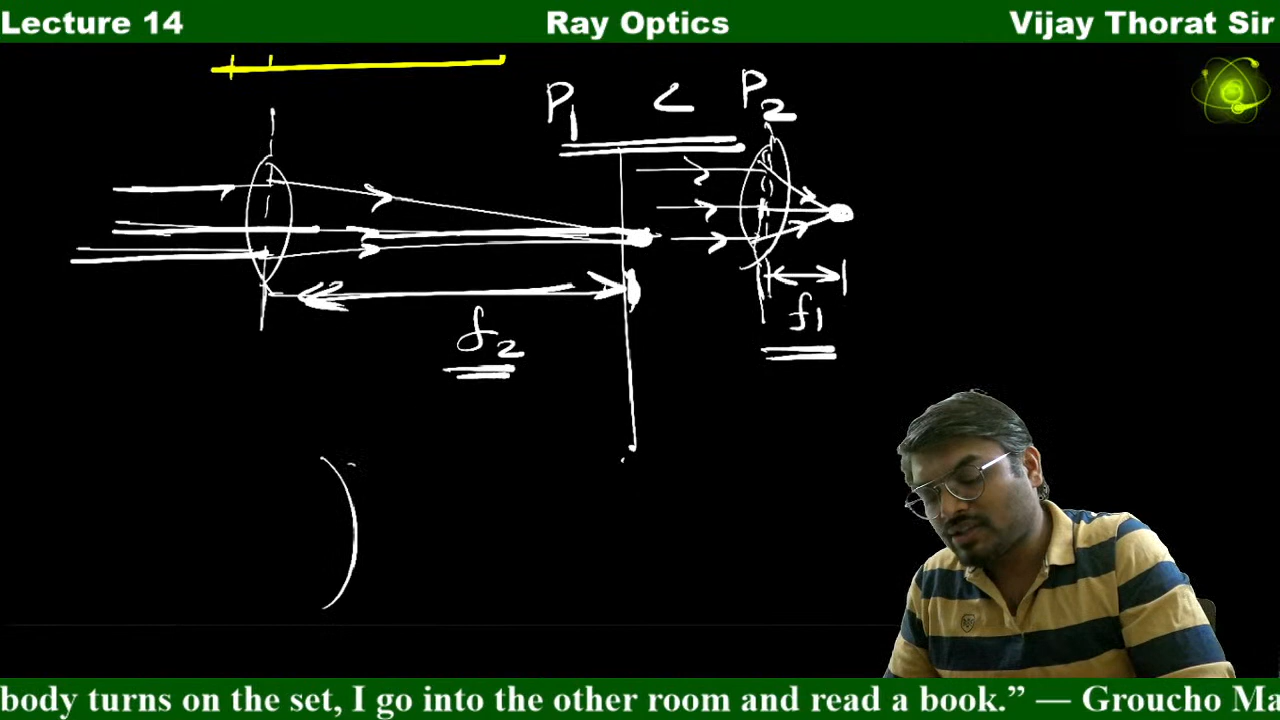 Lecture 14 Ray Optics Vijay Thorat Sir
P₁ < P₂
f₂
f₁
body turns on the set, I go into the other room and read a book.” — Groucho Ma